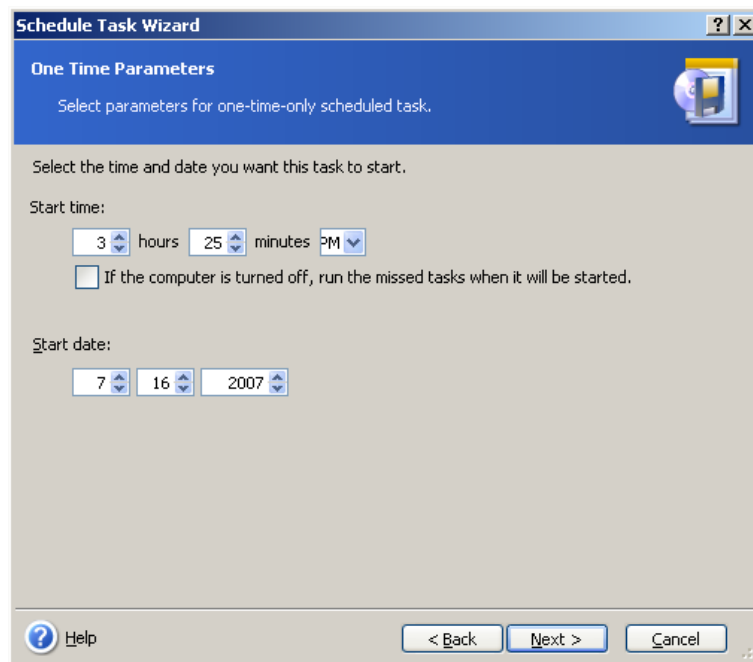 Schedule Task Wizard
One Time Parameters
Select parameters for one-time-only scheduled task.
Select the time and date you want this task to start.
Start time:
3 hours 25 minutes PM
If the computer is turned off, run the missed tasks when it will be started.
Start date:
7 16 2007
Help < Back Next > Cancel